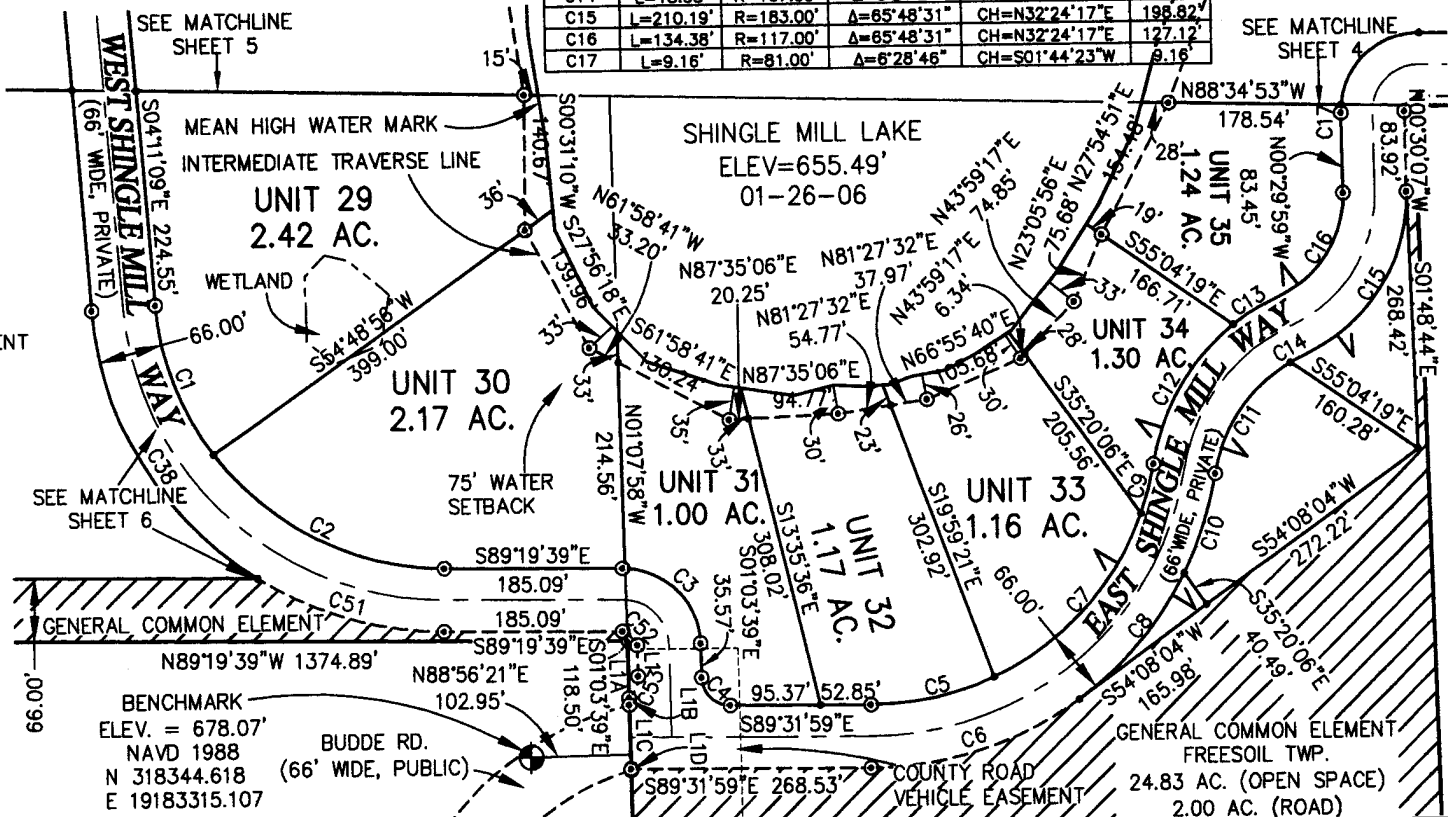 C15 L=210.19' R=183.00' Δ=65°48'31" CH=N32°24'17"E 198.82'
C16 L=134.38' R=117.00' Δ=65°48'31" CH=N32°24'17"E 127.12'
C17 L=9.16' R=81.00' Δ=6°28'46" CH=S01°44'23"W 9.16'
SEE MATCHLINE
SHEET 5
SEE MATCHLINE
SHEET 4
15'
WEST SHINGLE MILL
WAY
(66' WIDE, PRIVATE)
S04°11'09"E 224.55'
MEAN HIGH WATER MARK
INTERMEDIATE TRAVERSE LINE
UNIT 29
2.42 AC.
36'
WETLAND
S00°31'10"W
140.67'
SHINGLE MILL LAKE
ELEV=655.49'
01-26-06
N88°34'53"W
178.54'
C17
N00°30'07"W
83.92'
N00°29'59"W
83.45'
UNIT 35
1.24 AC.
28'
N27°54'51"E
154.48'
N23°05'56"E
75.68'
N43°59'17"E
74.85'
N61°58'41"W
33.20'
S27°56'18"E
139.96'
N87°35'06"E
20.25'
N81°27'32"E
37.97'
N81°27'32"E
54.77'
N43°59'17"E
6.34'
19'
S55°04'19"E
166.71'
33'
28'
C16
C15
C13
S01°48'44"E
268.42'
ENT
66.00'
S54°48'56"W
399.00'
33'
S61°58'41"E
130.24'
N87°35'06"E
94.77'
N66°55'40"E
105.68'
UNIT 34
1.30 AC.
C1
UNIT 30
2.17 AC.
33'
35'
33'
30'
23'
26'
30'
C12
C14
C11
S55°04'19"E
160.28'
C38
SEE MATCHLINE
SHEET 6
75' WATER
SETBACK
N01°07'58"W
214.56'
UNIT 31
1.00 AC.
S13°35'36"E
308.02'
UNIT 32
1.17 AC.
S19°59'21"E
302.92'
UNIT 33
1.16 AC.
S35°20'06"E
205.56'
C9
EAST SHINGLE MILL WAY
(66' WIDE, PRIVATE)
C10
S54°08'04"W
272.22'
C2
S89°19'39"E
185.09'
C3
S01°03'39"E
35.57'
66.00'
C7
C8
S35°20'06"E
40.49'
C51
GENERAL COMMON ELEMENT
185.09'
S89°19'39"E
C52
N89°19'39"W 1374.89'
66.00'
N88°56'21"E
102.95'
S01°03'39"E
118.50'
L1A
L1B
L1C
L1D
C4
95.37' 52.85'
S89°31'59"E
C5
S54°08'04"W
165.98'
C6
BENCHMARK
ELEV. = 678.07'
NAVD 1988
N 318344.618
E 19183315.107
BUDDE RD.
(66' WIDE, PUBLIC)
S89°31'59"E 268.53'
COUNTY ROAD
VEHICLE EASEMENT
GENERAL COMMON ELEMENT
FREESOIL TWP.
24.83 AC. (OPEN SPACE)
2.00 AC. (ROAD)